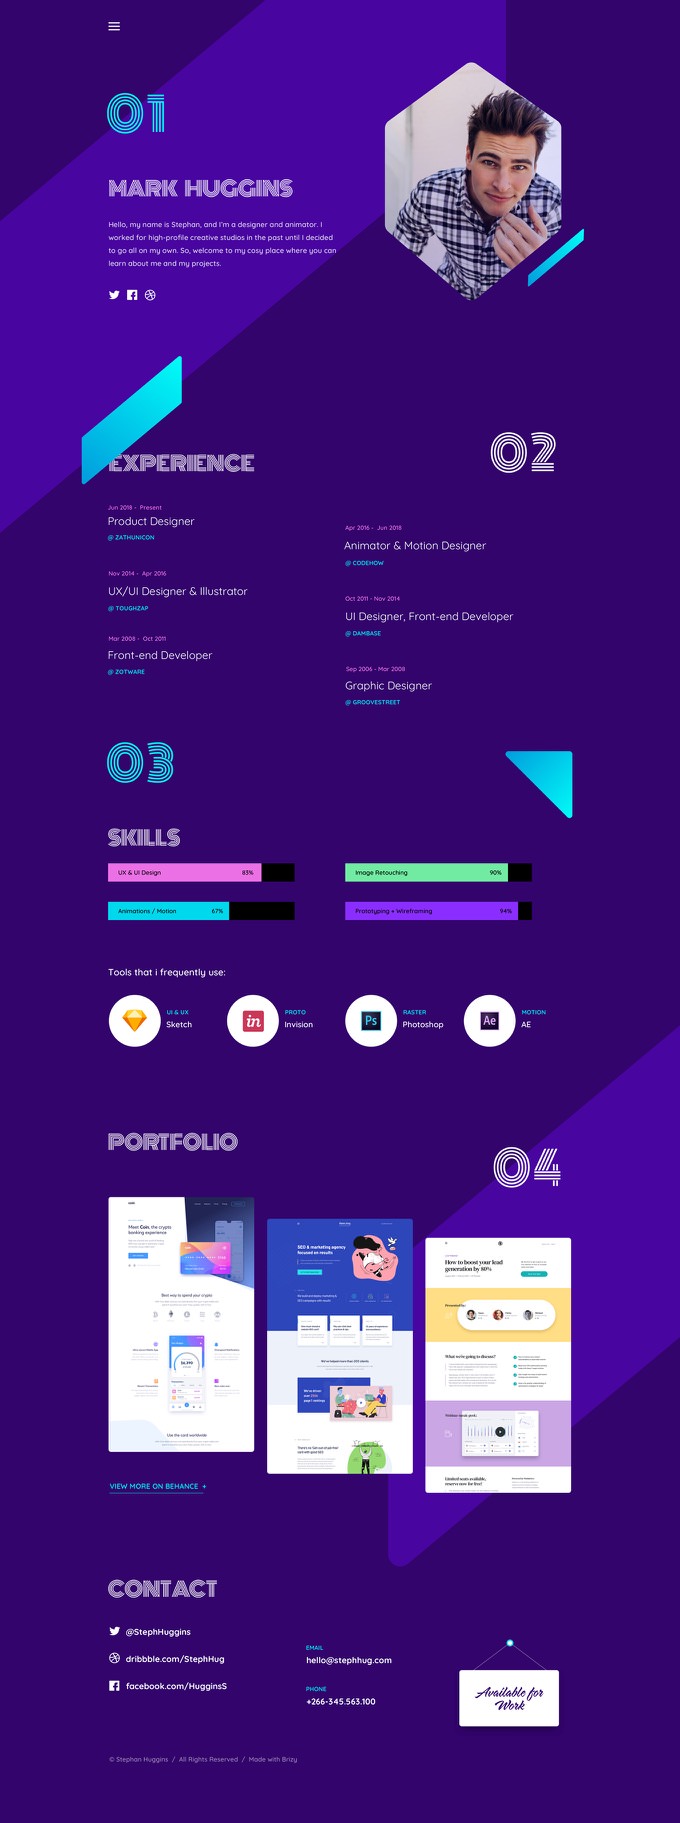 01
MARK HUGGINS
Hello, my name is Stephan, and I'm a designer and animator. I
worked for high-profile creative studios in the past until I decided
to go all on my own. So, welcome to my cosy place where you can
learn about me and my projects.
EXPERIENCE
02
Jun 2018 - Present
Product Designer
@ ZATHUNICON
Nov 2014 - Apr 2016
UX/UI Designer & Illustrator
@ TOUGHZAP
Mar 2008 - Oct 2011
Front-end Developer
@ ZOTWARE
Apr 2016 - Jun 2018
Animator & Motion Designer
@ CODEHOW
Oct 2011 - Nov 2014
UI Designer, Front-end Developer
@ DAMBASE
Sep 2006 - Mar 2008
Graphic Designer
@ GROOVESTREET
03
SKILLS
UX & UI Design 83%
Image Retouching 90%
Animations / Motion 67%
Prototyping + Wireframing 94%
Tools that i frequently use:
UI & UX
Sketch
in
PROTO
Invision
Ps
RASTER
Photoshop
Ae
MOTION
AE
PORTFOLIO
04
Meet Coin, the crypto
banking experience
Best way to spend your crypto
Use the card worldwide
SEO & marketing agency
focused on results
We've helped more than 200 clients
How to boost your lead
generation by 80%
Presented by:
What we're going to discuss:
Webinar sneak peek:
Limited seats available,
reserve now for free!
VIEW MORE ON BEHANCE +
CONTACT
@StephHuggins
dribbble.com/StephHug
facebook.com/HugginsS
EMAIL
hello@stephhug.com
PHONE
+266-345.563.100
Available for
Work
© Stephan Huggins / All Rights Reserved / Made with Brizy